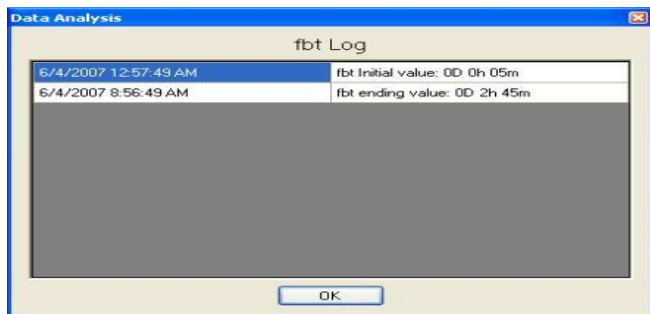 Data Analysis
fbt Log
6/4/2007 12:57:49 AM fbt Initial value: 0D 0h 05m
6/4/2007 8:56:49 AM fbt ending value: 0D 2h 45m
OK